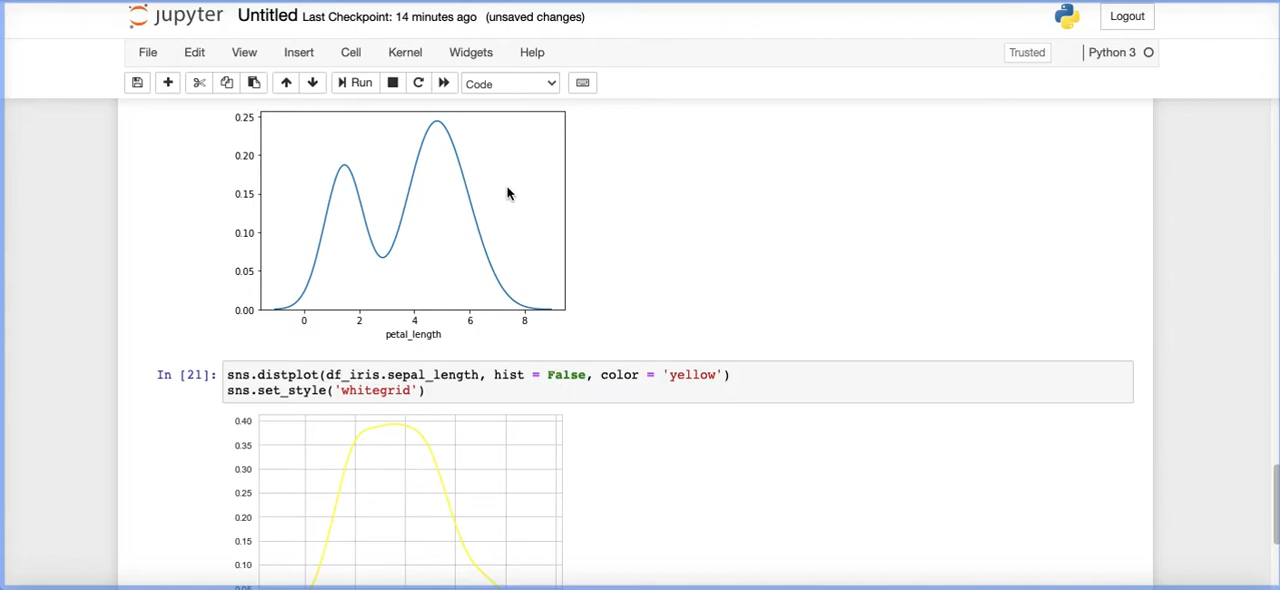 jupyter Untitled Last Checkpoint: 14 minutes ago (unsaved changes) Logout
File Edit View Insert Cell Kernel Widgets Help Trusted Python 3
Run Code
0.25
0.20
0.15
0.10
0.05
0.00
0 2 4 6 8
petal_length
In [21]: sns.distplot(df_iris.sepal_length, hist = False, color = 'yellow')
sns.set_style('whitegrid')
0.40
0.35
0.30
0.25
0.20
0.15
0.10
0.05